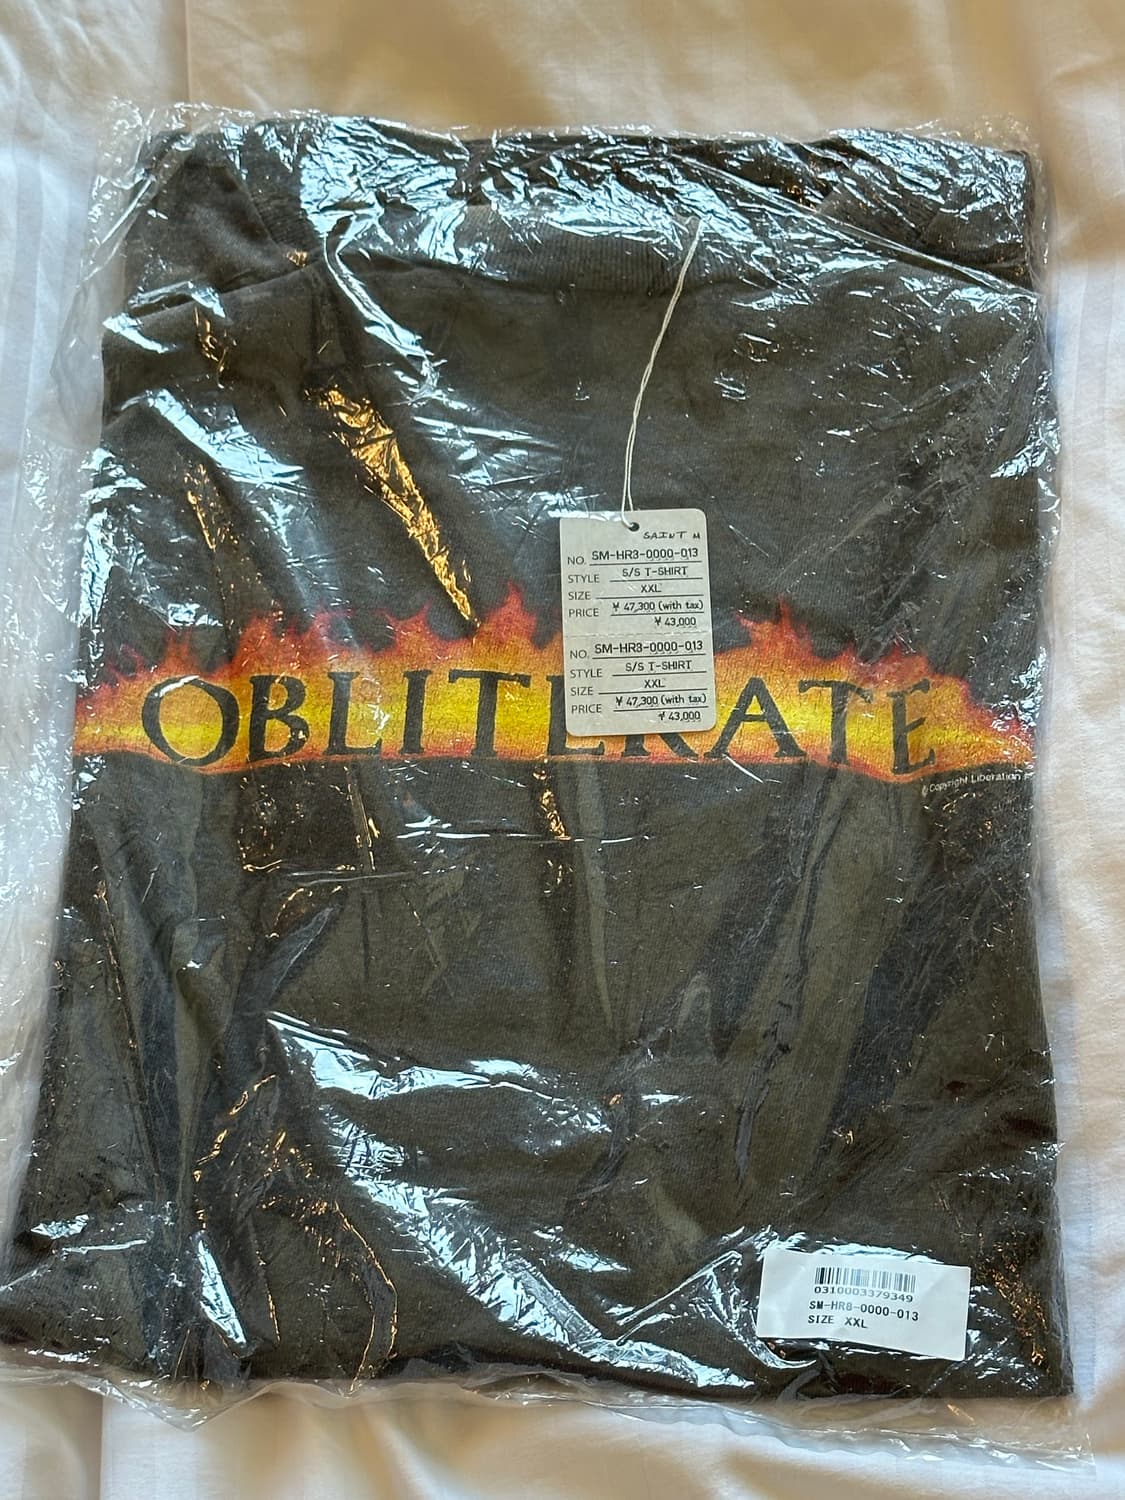 SAINT M
NO. SM-HR3-0000-013
STYLE S/S T-SHIRT
SIZE XXL
PRICE ¥ 47,300 (with tax)
¥ 43,000
NO. SM-HR3-0000-013
STYLE S/S T-SHIRT
SIZE XXL
PRICE ¥ 47,300 (with tax)
¥ 43,000
OBLITERATE
© Copyright Liberation
0310003379349
SM-HR8-0000-013
SIZE XXL